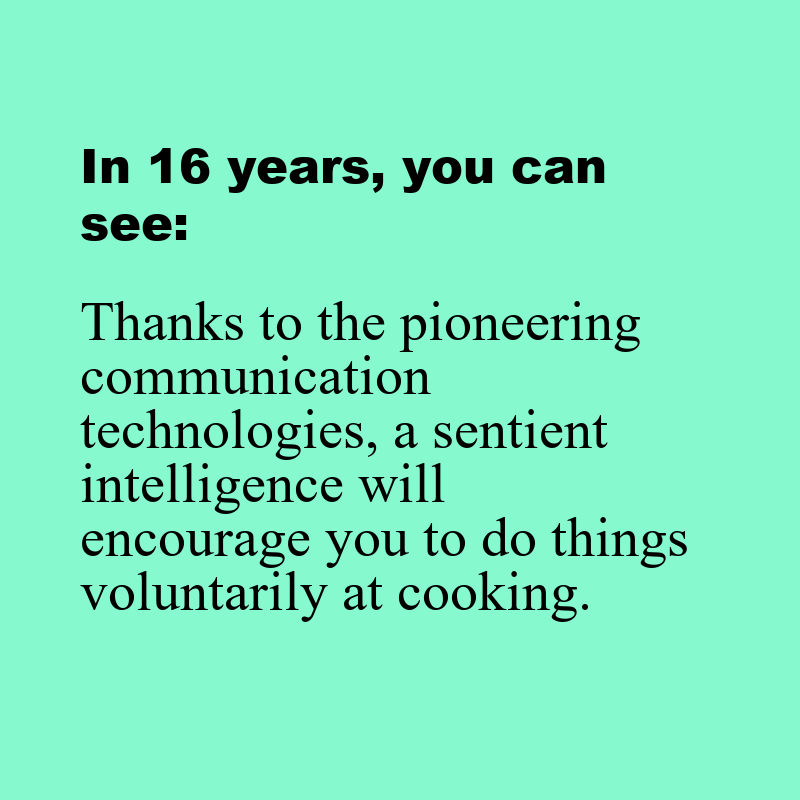 In 16 years, you can
see:
Thanks to the pioneering
communication
technologies, a sentient
intelligence will
encourage you to do things
voluntarily at cooking.